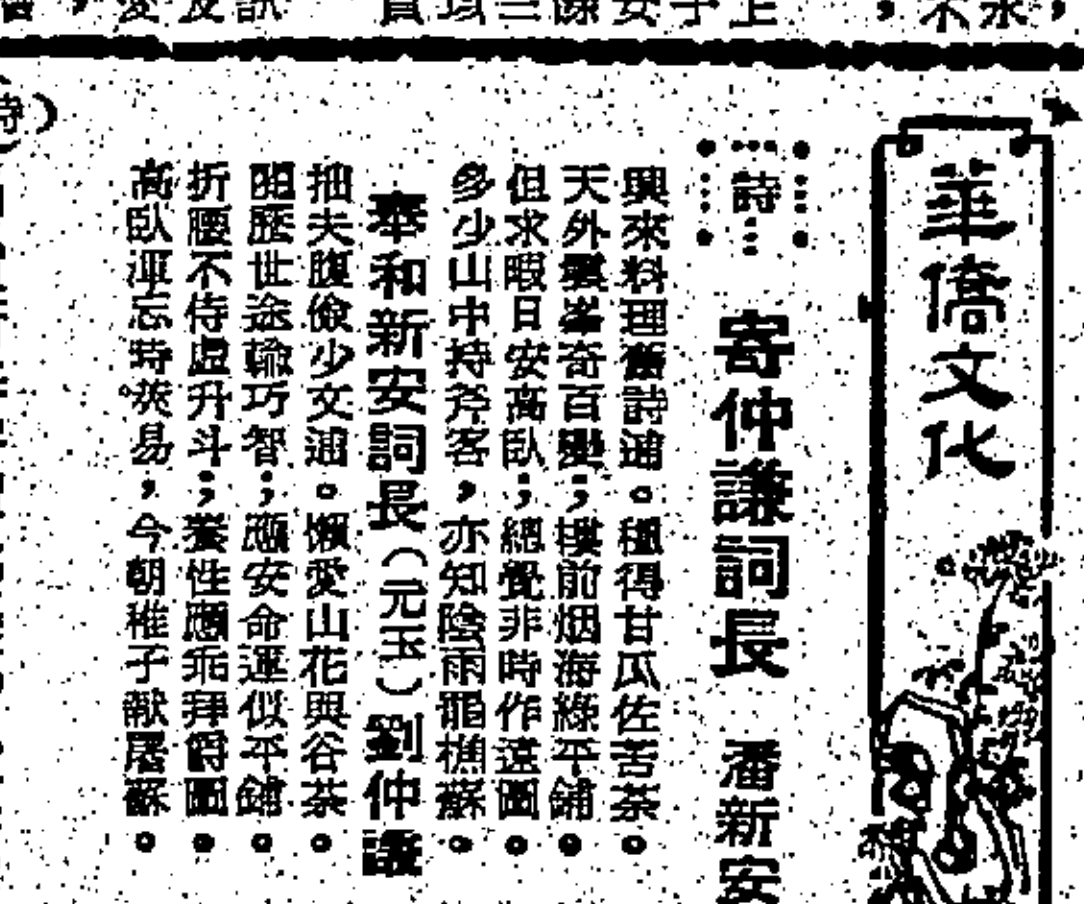 華僑文化
詩
寄仲謙詞長 潘新安
興來料理舊詩逋。穫得甘瓜佐苦荼。
天外雲峯奇百變;樓前烟海綠平鋪。
但求暇日安高臥;總覺非時作遠圖。
多少山中持斧客,亦知陰雨罷樵蘇。
奉和新安詞長(元玉)劉仲謙
拙夫腹儉少文逋。懶愛山花與谷荼。
閱歷世途輸巧智;應安命運似平鋪。
折腰不侍虛升斗;養性應乖拜爵圖。
高臥渾忘時茨易,今朝稚子獻屠蘇。